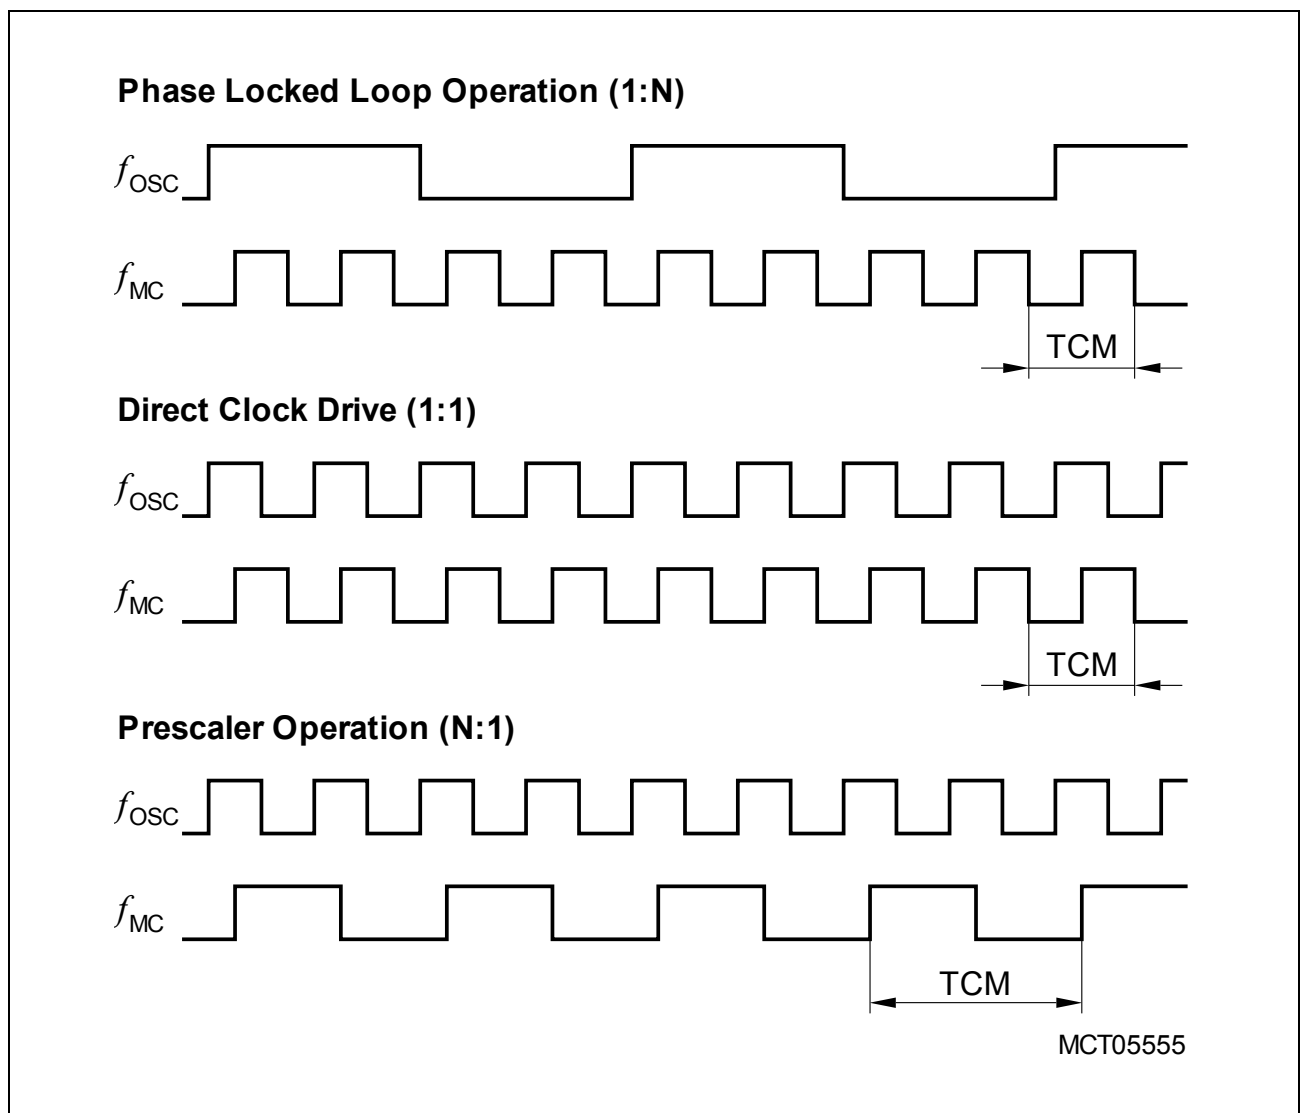 Phase Locked Loop Operation (1:N)
fOSC
fMC
TCM
Direct Clock Drive (1:1)
fOSC
fMC
TCM
Prescaler Operation (N:1)
fOSC
fMC
TCM
MCT05555